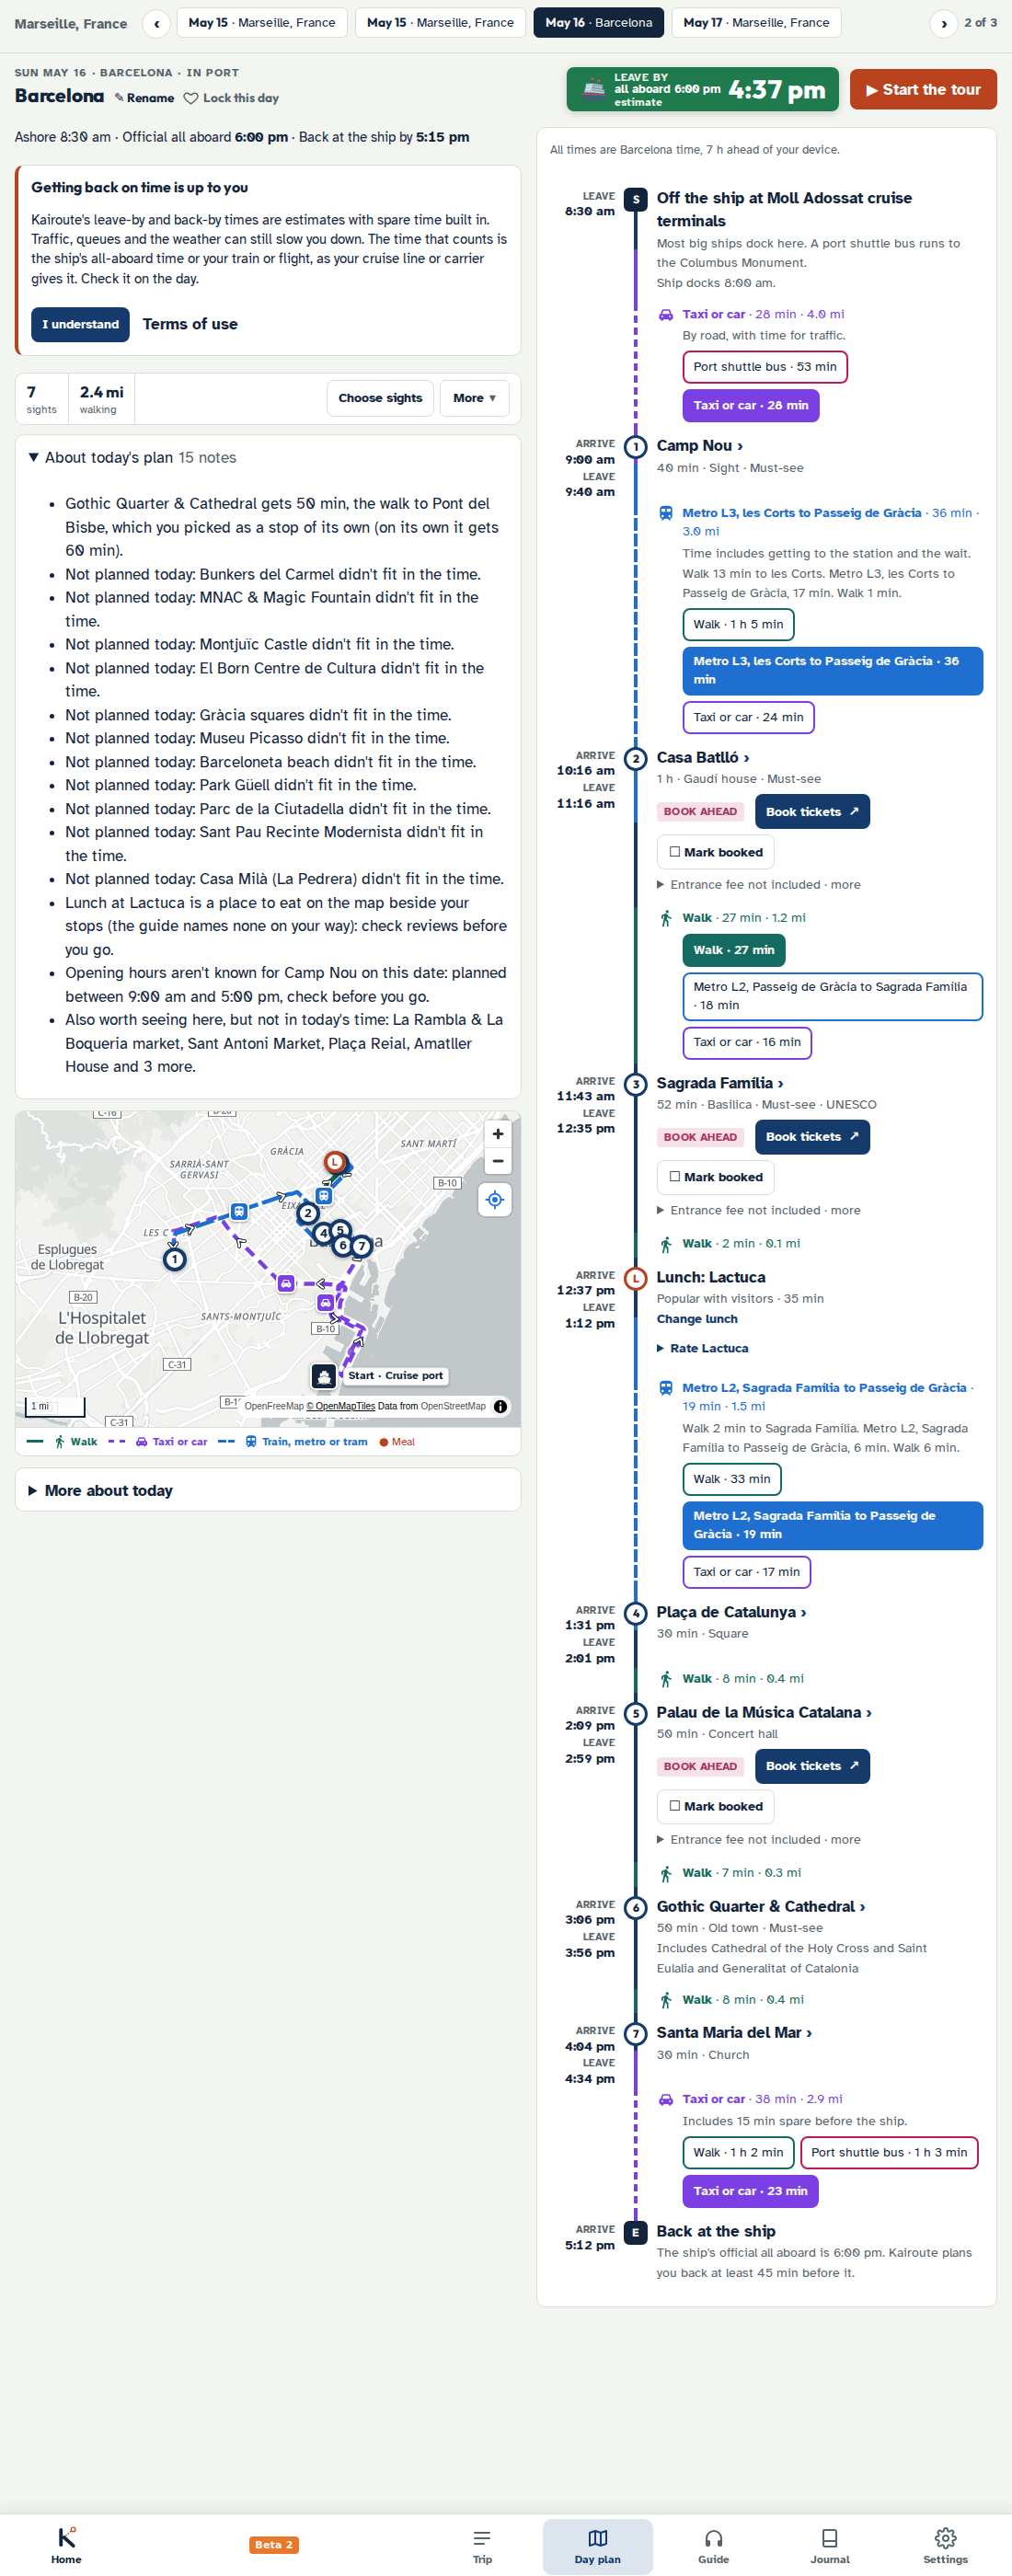 Marseille, France
‹
May 15 · Marseille, France
May 15 · Marseille, France
May 16 · Barcelona
May 17 · Marseille, France
›
2 of 3
SUN MAY 16 · BARCELONA · IN PORT
Barcelona
✎ Rename
Lock this day
LEAVE BY
all aboard 6:00 pm
estimate
4:37 pm
▶ Start the tour
Ashore 8:30 am · Official all aboard 6:00 pm · Back at the ship by 5:15 pm
Getting back on time is up to you
Kairoute's leave-by and back-by times are estimates with spare time built in.
Traffic, queues and the weather can still slow you down. The time that counts is
the ship's all-aboard time or your train or flight, as your cruise line or carrier
gives it. Check it on the day.
I understand
Terms of use
7
sights
2.4 mi
walking
Choose sights
More ▾
▼ About today's plan 15 notes
• Gothic Quarter & Cathedral gets 50 min, the walk to Pont del
Bisbe, which you picked as a stop of its own (on its own it gets
60 min).
• Not planned today: Bunkers del Carmel didn't fit in the time.
• Not planned today: MNAC & Magic Fountain didn't fit in the
time.
• Not planned today: Montjuïc Castle didn't fit in the time.
• Not planned today: El Born Centre de Cultura didn't fit in the
time.
• Not planned today: Gràcia squares didn't fit in the time.
• Not planned today: Museu Picasso didn't fit in the time.
• Not planned today: Barceloneta beach didn't fit in the time.
• Not planned today: Park Güell didn't fit in the time.
• Not planned today: Parc de la Ciutadella didn't fit in the time.
• Not planned today: Sant Pau Recinte Modernista didn't fit in
the time.
• Not planned today: Casa Milà (La Pedrera) didn't fit in the time.
• Lunch at Lactuca is a place to eat on the map beside your
stops (the guide names none on your way): check reviews before
you go.
• Opening hours aren't known for Camp Nou on this date: planned
between 9:00 am and 5:00 pm, check before you go.
• Also worth seeing here, but not in today's time: La Rambla & La
Boqueria market, Sant Antoni Market, Plaça Reial, Amatller
House and 3 more.
C-16
B-20
GRÀCIA
SANT MARTÍ
SARRIÀ-SANT
GERVASI
B-10
L
LES C
Esplugues
de Llobregat
1
2
4
5
6
7
B-20
L'Hospitalet
de Llobregat
SANTS-MONTJUÏC
B-10
C-31
Start · Cruise port
1 mi
C-31
OpenFreeMap © OpenMapTiles Data from OpenStreetMap
+
−
Walk
Taxi or car
Train, metro or tram
Meal
▶ More about today
All times are Barcelona time, 7 h ahead of your device.
LEAVE
8:30 am
S
Off the ship at Moll Adossat cruise
terminals
Most big ships dock here. A port shuttle bus runs to
the Columbus Monument.
Ship docks 8:00 am.
Taxi or car · 28 min · 4.0 mi
By road, with time for traffic.
Port shuttle bus · 53 min
Taxi or car · 28 min
ARRIVE
9:00 am
LEAVE
9:40 am
1
Camp Nou ›
40 min · Sight · Must-see
Metro L3, les Corts to Passeig de Gràcia · 36 min ·
3.0 mi
Time includes getting to the station and the wait.
Walk 13 min to les Corts. Metro L3, les Corts to
Passeig de Gràcia, 17 min. Walk 1 min.
Walk · 1 h 5 min
Metro L3, les Corts to Passeig de Gràcia · 36
min
Taxi or car · 24 min
ARRIVE
10:16 am
LEAVE
11:16 am
2
Casa Batlló ›
1 h · Gaudí house · Must-see
BOOK AHEAD
Book tickets ↗
☐ Mark booked
▶ Entrance fee not included · more
Walk · 27 min · 1.2 mi
Walk · 27 min
Metro L2, Passeig de Gràcia to Sagrada Família
· 18 min
Taxi or car · 16 min
ARRIVE
11:43 am
LEAVE
12:35 pm
3
Sagrada Família ›
52 min · Basilica · Must-see · UNESCO
BOOK AHEAD
Book tickets ↗
☐ Mark booked
▶ Entrance fee not included · more
Walk · 2 min · 0.1 mi
ARRIVE
12:37 pm
LEAVE
1:12 pm
L
Lunch: Lactuca
Popular with visitors · 35 min
Change lunch
▶ Rate Lactuca
Metro L2, Sagrada Família to Passeig de Gràcia ·
19 min · 1.5 mi
Walk 2 min to Sagrada Família. Metro L2, Sagrada
Família to Passeig de Gràcia, 6 min. Walk 6 min.
Walk · 33 min
Metro L2, Sagrada Família to Passeig de
Gràcia · 19 min
Taxi or car · 17 min
ARRIVE
1:31 pm
LEAVE
2:01 pm
4
Plaça de Catalunya ›
30 min · Square
Walk · 8 min · 0.4 mi
ARRIVE
2:09 pm
LEAVE
2:59 pm
5
Palau de la Música Catalana ›
50 min · Concert hall
BOOK AHEAD
Book tickets ↗
☐ Mark booked
▶ Entrance fee not included · more
Walk · 7 min · 0.3 mi
ARRIVE
3:06 pm
LEAVE
3:56 pm
6
Gothic Quarter & Cathedral ›
50 min · Old town · Must-see
Includes Cathedral of the Holy Cross and Saint
Eulalia and Generalitat of Catalonia
Walk · 8 min · 0.4 mi
ARRIVE
4:04 pm
LEAVE
4:34 pm
7
Santa Maria del Mar ›
30 min · Church
Taxi or car · 38 min · 2.9 mi
Includes 15 min spare before the ship.
Walk · 1 h 2 min
Port shuttle bus · 1 h 3 min
Taxi or car · 23 min
ARRIVE
5:12 pm
E
Back at the ship
The ship's official all aboard is 6:00 pm. Kairoute plans
you back at least 45 min before it.
Home
Beta 2
Trip
Day plan
Guide
Journal
Settings